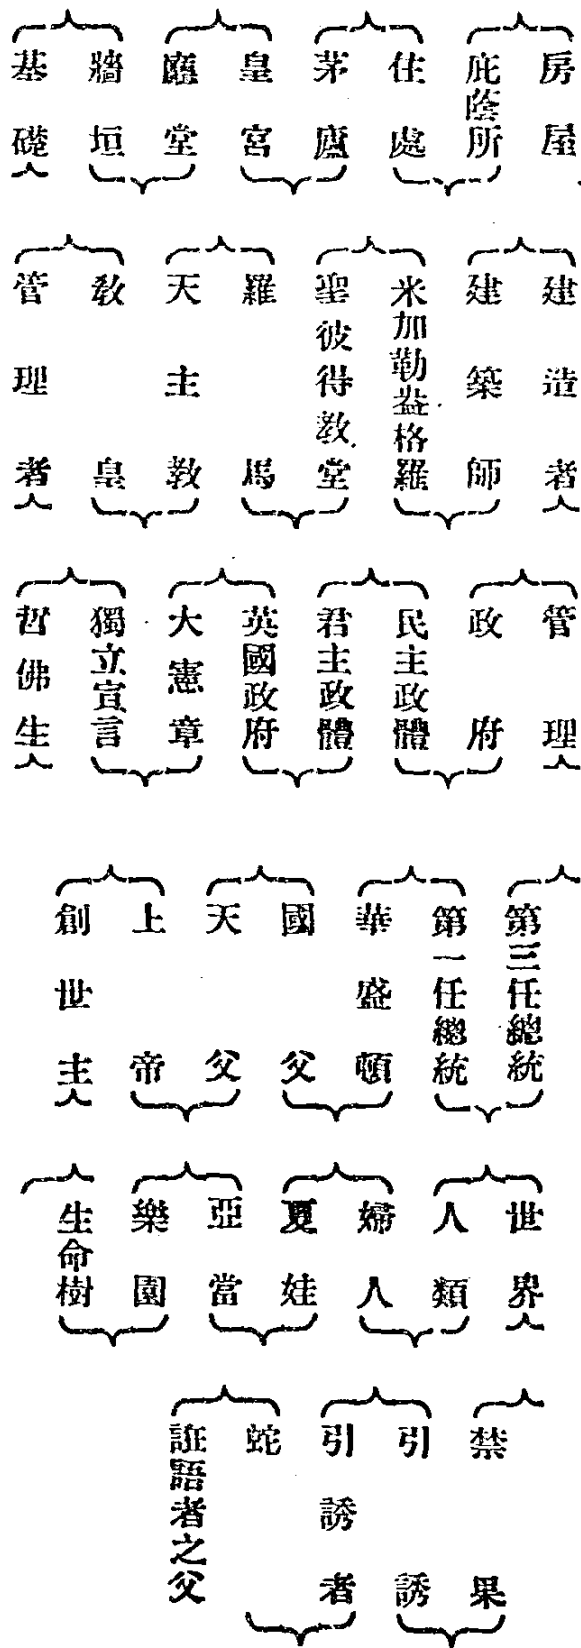 房屋
庇蔭所
住處
茅廬
皇宮
廳堂
牆垣
基礎
建造者
建築師
米加勒盎格羅
聖彼得教堂
羅馬
天主教
教皇
管理者
管理
政府
民主政體
君主政體
英國政府
大憲章
獨立宣言
哲佛生
第三任總統
第一任總統
華盛頓
國父
天父
上帝
創世主
世界
人類
婦人
夏娃
亞當
樂園
生命樹
禁果
引誘
引誘者
蛇
誑語者之父